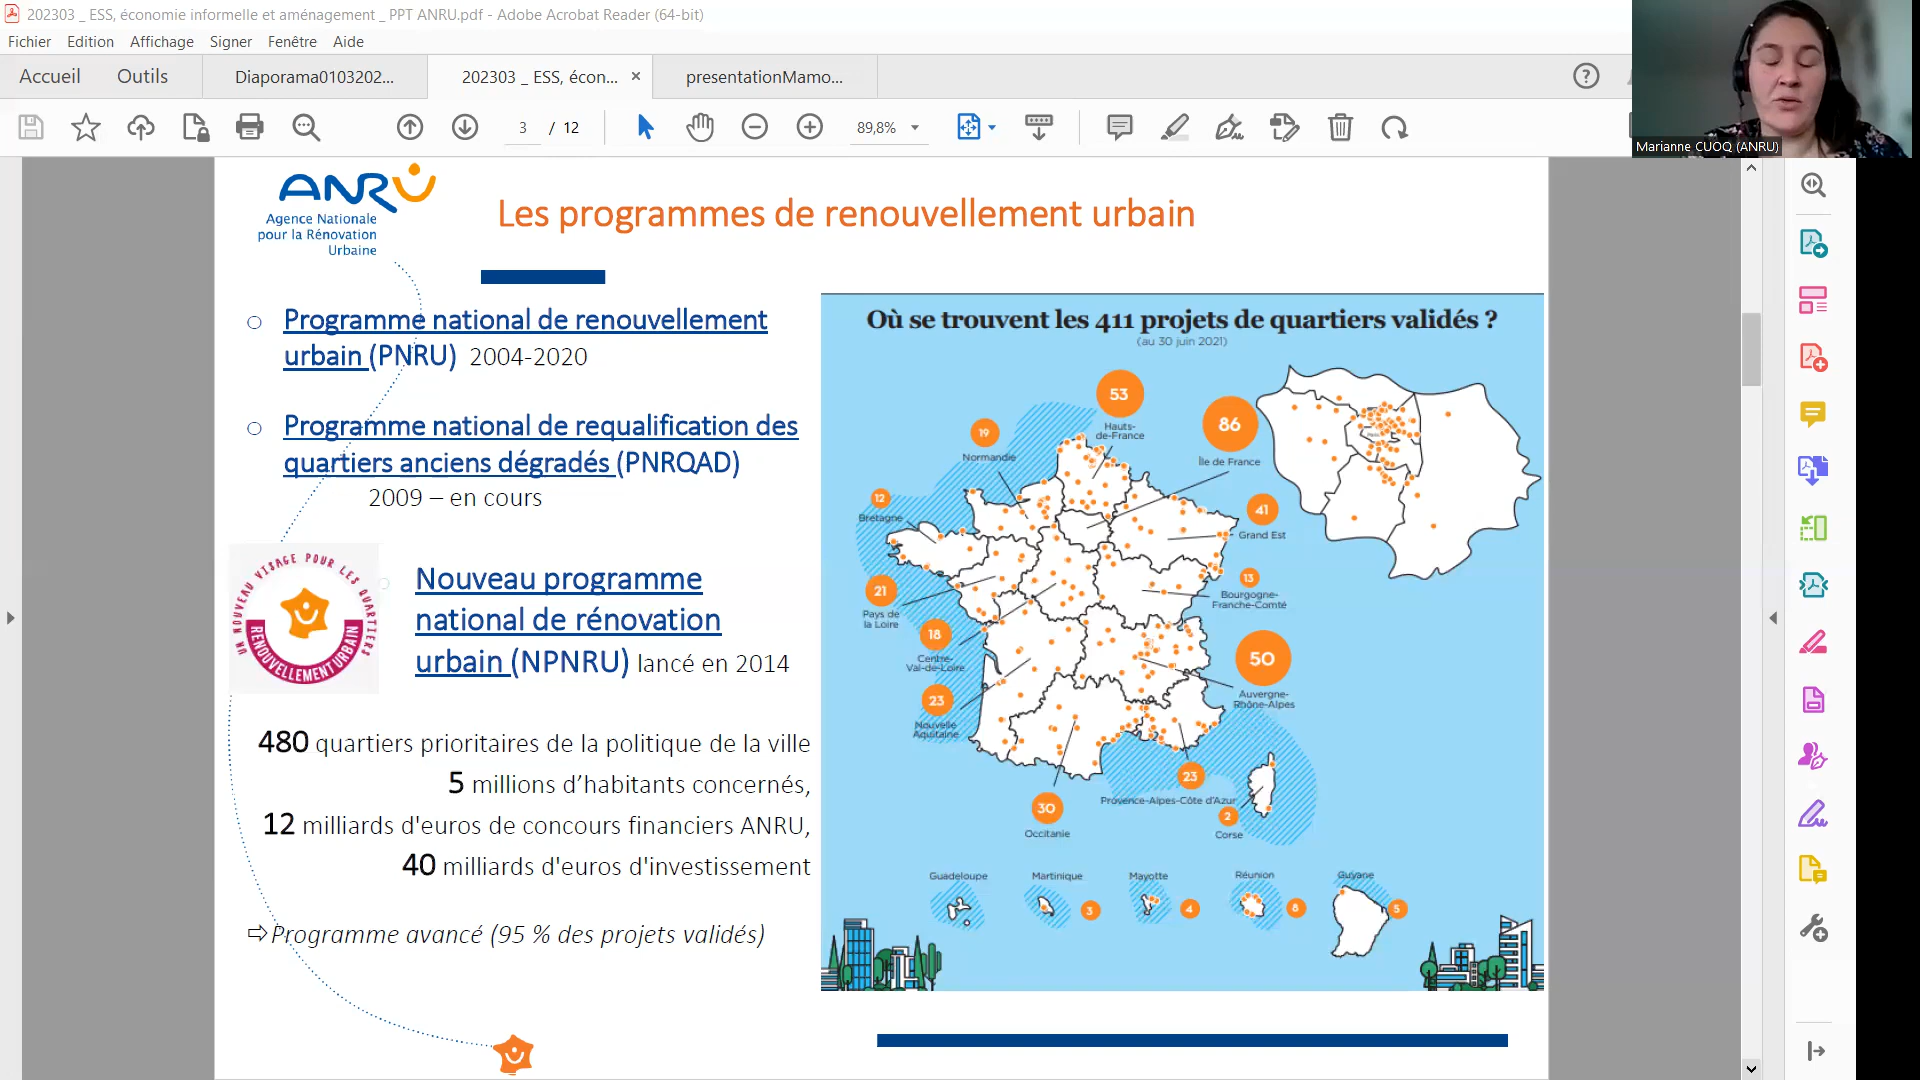 202303 _ ESS, économie informelle et aménagement _ PPT ANRU.pdf - Adobe Acrobat Reader (64-bit)
Fichier Edition Affichage Signer Fenêtre Aide
Accueil Outils Diaporama0103202... 202303 _ ESS, écon... × presentationMamo...
3 / 12 89,8%
Marianne CUOQ (ANRU)
ANRU
Agence Nationale
pour la Rénovation
Urbaine
Les programmes de renouvellement urbain
Programme national de renouvellement
urbain (PNRU) 2004-2020
Programme national de requalification des
quartiers anciens dégradés (PNRQAD)
2009 – en cours
UN NOUVEAU VISAGE POUR LES QUARTIERS
RENOUVELLEMENT URBAIN
Nouveau programme
national de rénovation
urbain (NPNRU) lancé en 2014
480 quartiers prioritaires de la politique de la ville
5 millions d’habitants concernés,
12 milliards d'euros de concours financiers ANRU,
40 milliards d'euros d'investissement
⇨Programme avancé (95 % des projets validés)
Où se trouvent les 411 projets de quartiers validés ?
(au 30 juin 2021)
53
Hauts-
de-France
19
Normandie
86
Île de France
12
Bretagne
41
Grand Est
13
Bourgogne-
Franche-Comté
21
Pays de
la Loire
18
Centre-
Val-de-Loire
50
Auvergne-
Rhône-Alpes
23
Nouvelle
Aquitaine
23
Provence-Alpes-Côte d'Azur
30
Occitanie
2
Corse
Guadeloupe Martinique Mayotte Réunion Guyane
3 4 8 5